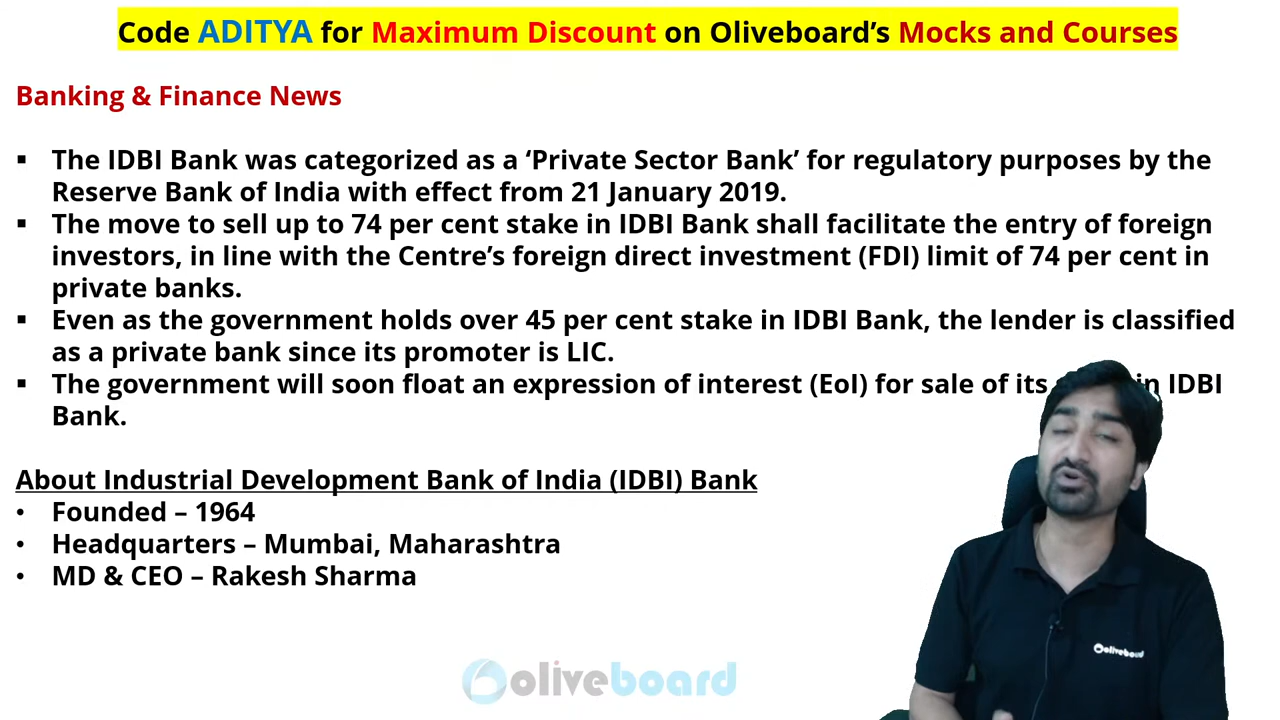 Code ADITYA for Maximum Discount on Oliveboard’s Mocks and Courses
Banking & Finance News
▪ The IDBI Bank was categorized as a ‘Private Sector Bank’ for regulatory purposes by the
Reserve Bank of India with effect from 21 January 2019.
▪ The move to sell up to 74 per cent stake in IDBI Bank shall facilitate the entry of foreign
investors, in line with the Centre’s foreign direct investment (FDI) limit of 74 per cent in
private banks.
▪ Even as the government holds over 45 per cent stake in IDBI Bank, the lender is classified
as a private bank since its promoter is LIC.
▪ The government will soon float an expression of interest (EoI) for sale of its in IDBI
Bank.
About Industrial Development Bank of India (IDBI) Bank
• Founded – 1964
• Headquarters – Mumbai, Maharashtra
• MD & CEO – Rakesh Sharma
oliveboard
oliveboard